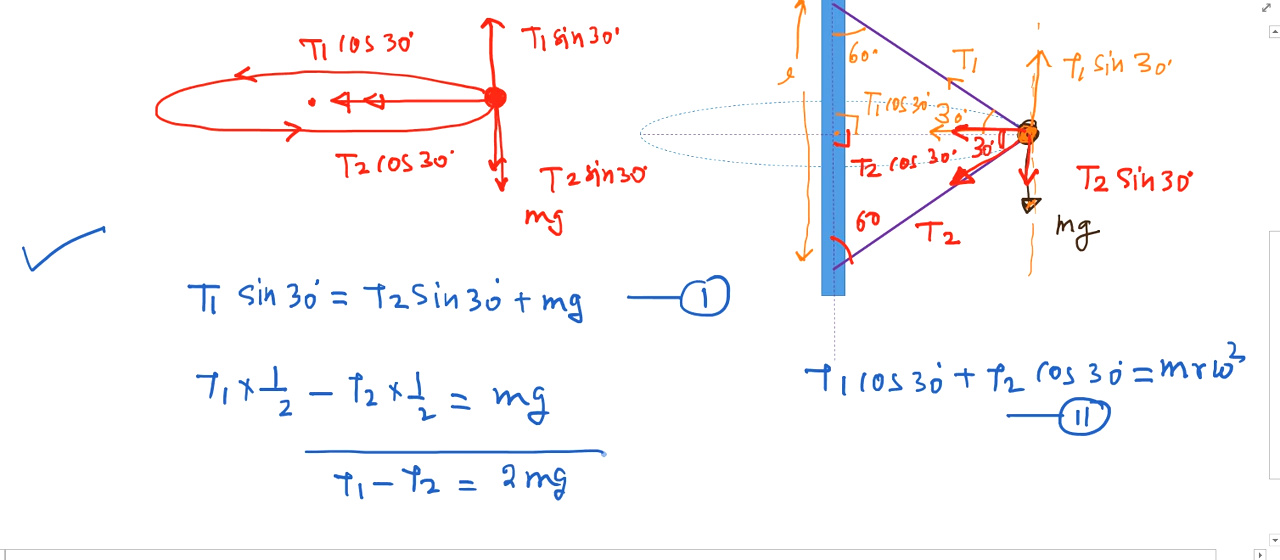 T1 cos 30°
T1 sin 30°
T2 cos 30°
T2 sin 30°
mg
l
60°
T1
T1 sin 30°
T1 cos 30°
30°
30°
T2 cos 30°
T2 sin 30°
60
T2
mg
T1 sin 30° = T2 sin 30° + mg —— I
T1 × 1/2 – T2 × 1/2 = mg
T1 – T2 = 2mg
T1 cos 30° + T2 cos 30° = mrω²
—— II